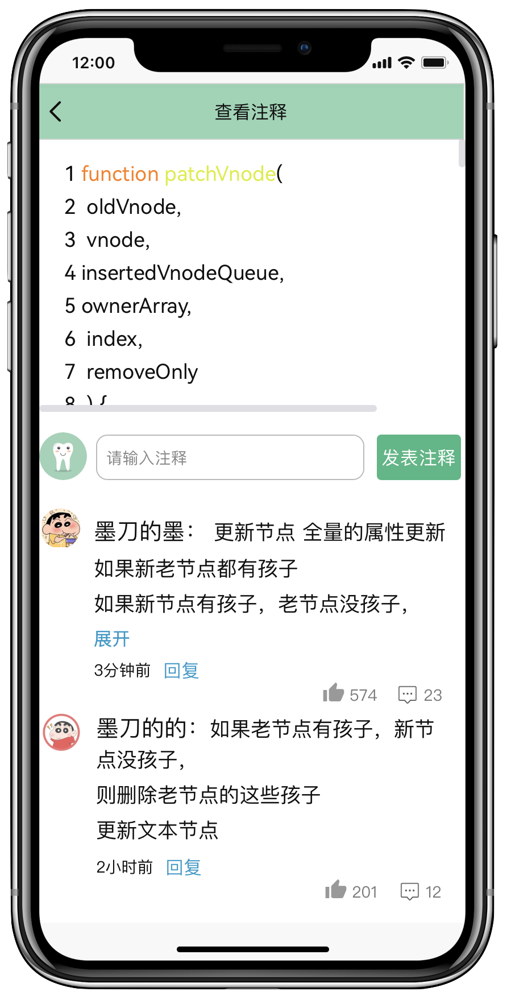 12:00
查看注释
1 function patchVnode(
2 oldVnode,
3 vnode,
4 insertedVnodeQueue,
5 ownerArray,
6 index,
7 removeOnly
8 ) {
请输入注释
发表注释
墨刀的墨： 更新节点 全量的属性更新
如果新老节点都有孩子
如果新节点有孩子，老节点没孩子，
展开
3分钟前 回复
574 23
墨刀的的：如果老节点有孩子，新节
点没孩子，
则删除老节点的这些孩子
更新文本节点
2小时前 回复
201 12